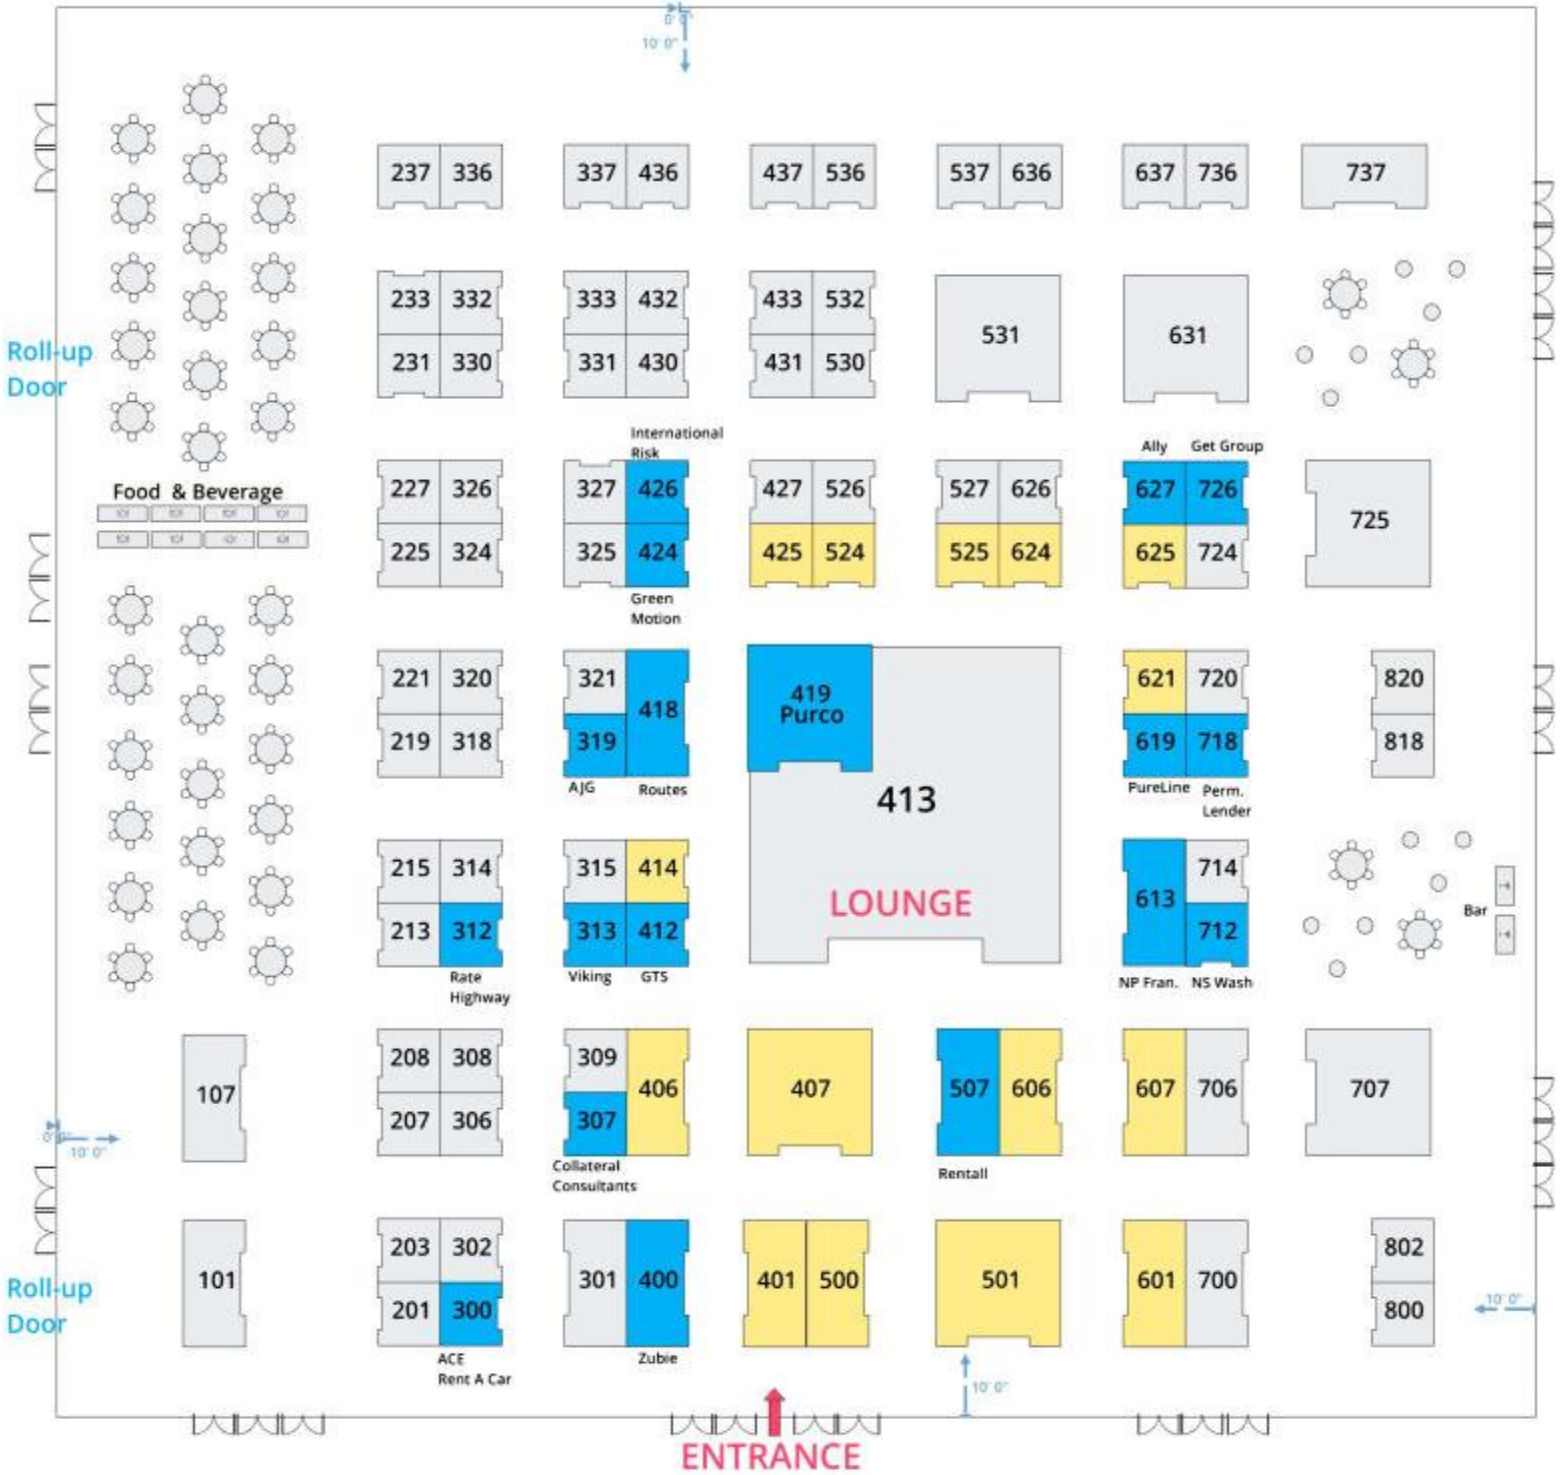 0' 0"
10' 0"
237 336 337 436 437 536 537 636 637 736 737
233 332 333 432 433 532 531 631
231 330 331 430 431 530
Roll-up
Door
International
Risk
Ally Get Group
227 326 327 426 427 526 527 626 627 726 725
Food & Beverage
225 324 325 424 425 524 525 624 625 724
Green
Motion
221 320 321 418 419 621 720 820
Purco
219 318 319 619 718 818
AJG Routes PureLine Perm.
Lender
413
215 314 315 414 714
LOUNGE
613
213 312 313 412 712
Bar
Rate
Highway
Viking GTS NP Fran. NS Wash
208 308 309 406 407 507 606 607 706 707
107
207 306 307
0' 0"
10' 0"
Collateral
Consultants
Rentall
203 302 301 400 401 500 501 601 700 802
101
201 300 800
Roll-up
Door
10' 0"
ACE
Rent A Car
Zubie
10' 0"
ENTRANCE